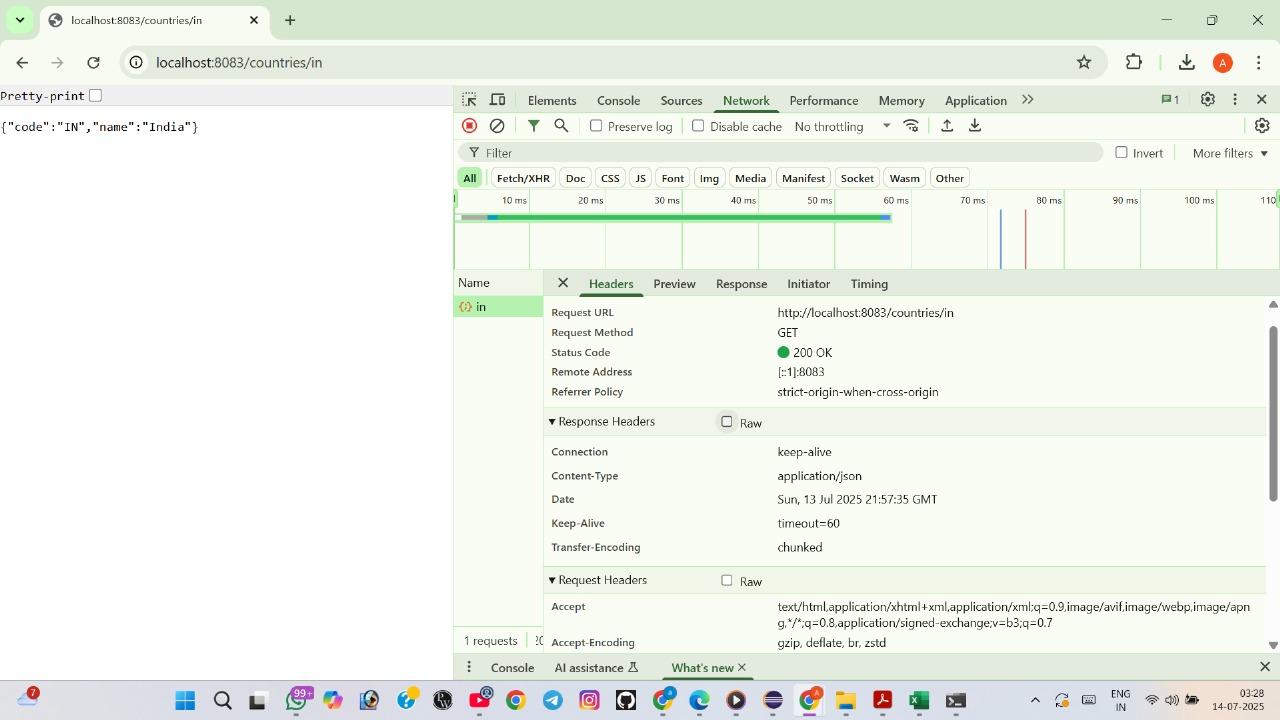 localhost:8083/countries/in
localhost:8083/countries/in
A
Pretty-print
{"code":"IN","name":"India"}
Elements Console Sources Network Performance Memory Application 1
Preserve log Disable cache No throttling
Filter Invert More filters
All Fetch/XHR Doc CSS JS Font Img Media Manifest Socket Wasm Other
10 ms 20 ms 30 ms 40 ms 50 ms 60 ms 70 ms 80 ms 90 ms 100 ms 110
Name Headers Preview Response Initiator Timing
in
Request URL http://localhost:8083/countries/in
Request Method GET
Status Code 200 OK
Remote Address [::1]:8083
Referrer Policy strict-origin-when-cross-origin
Response Headers Raw
Connection keep-alive
Content-Type application/json
Date Sun, 13 Jul 2025 21:57:35 GMT
Keep-Alive timeout=60
Transfer-Encoding chunked
Request Headers Raw
Accept text/html,application/xhtml+xml,application/xml;q=0.9,image/avif,image/webp,image/apn
g,*/*;q=0.8,application/signed-exchange;v=b3;q=0.7
1 requests Accept-Encoding gzip, deflate, br, zstd
Console AI assistance What's new
7 99+ ENG 03:28
IN 14-07-2025